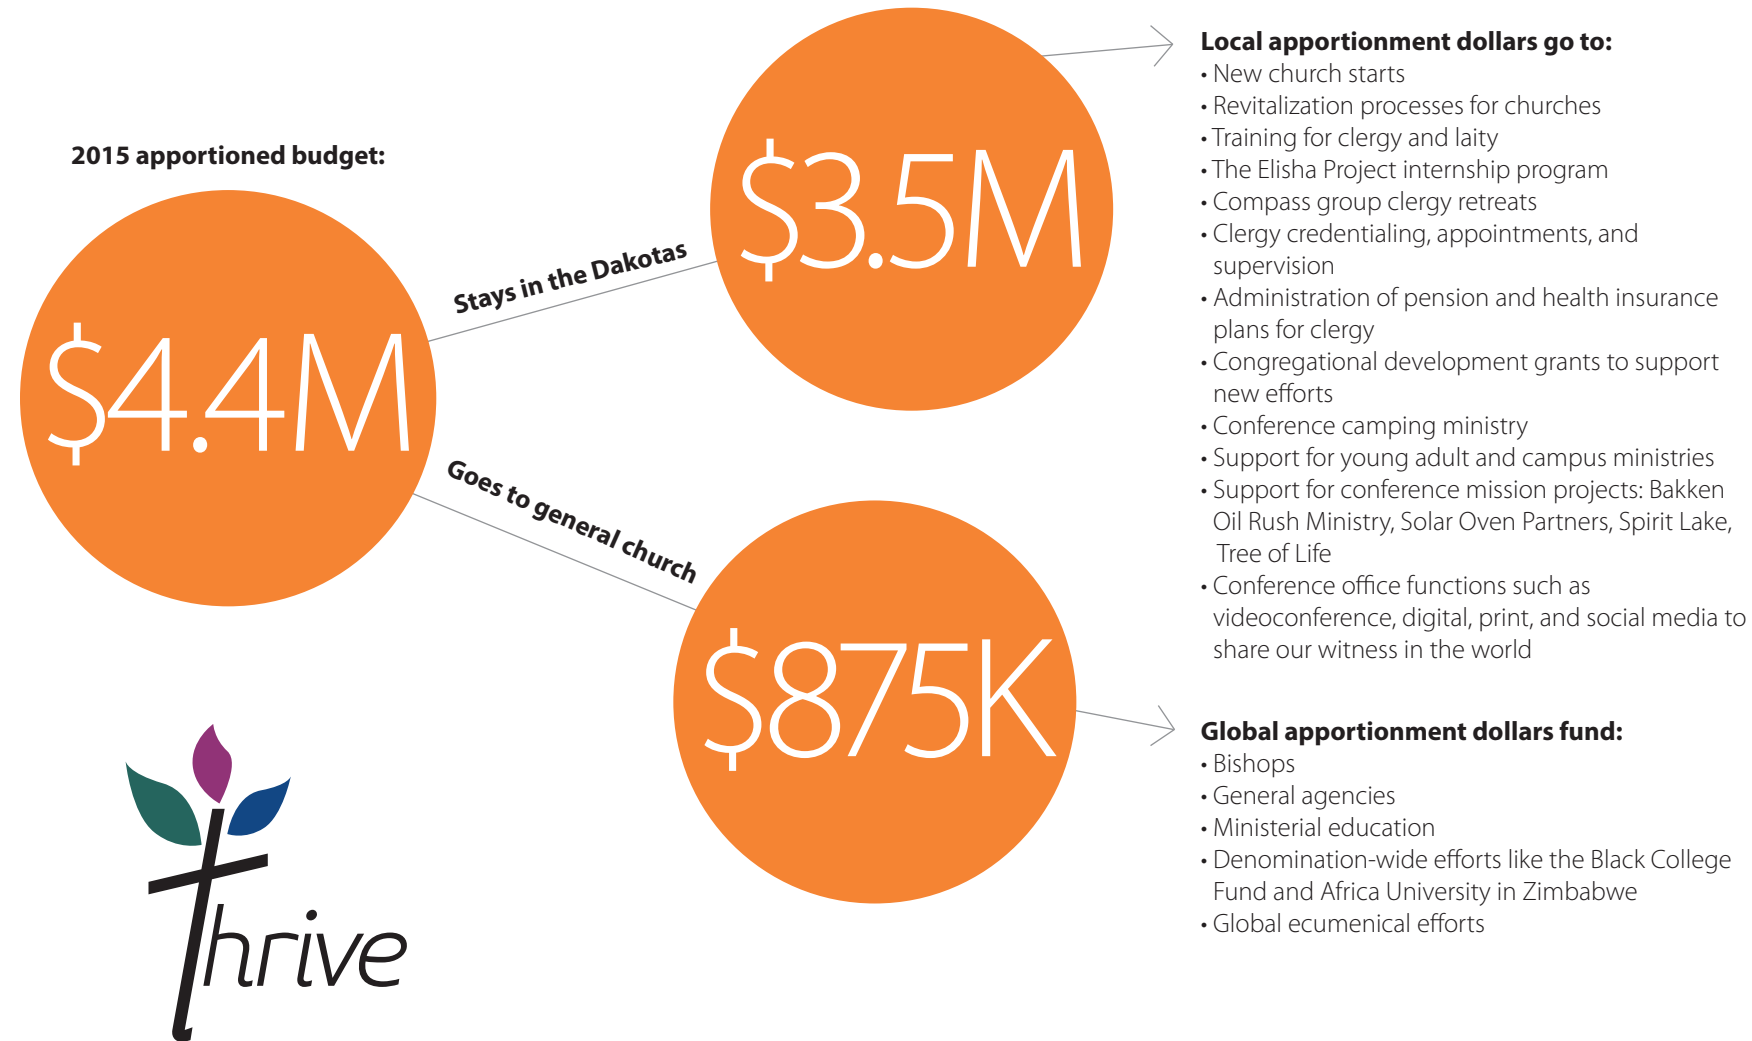 2015 apportioned budget:
$4.4M
Stays in the Dakotas
$3.5M
Goes to general church
$875K
Local apportionment dollars go to:
• New church starts
• Revitalization processes for churches
• Training for clergy and laity
• The Elisha Project internship program
• Compass group clergy retreats
• Clergy credentialing, appointments, and
supervision
• Administration of pension and health insurance
plans for clergy
• Congregational development grants to support
new efforts
• Conference camping ministry
• Support for young adult and campus ministries
• Support for conference mission projects: Bakken
Oil Rush Ministry, Solar Oven Partners, Spirit Lake,
Tree of Life
• Conference office functions such as
videoconference, digital, print, and social media to
share our witness in the world
Global apportionment dollars fund:
• Bishops
• General agencies
• Ministerial education
• Denomination-wide efforts like the Black College
Fund and Africa University in Zimbabwe
• Global ecumenical efforts
Thrive